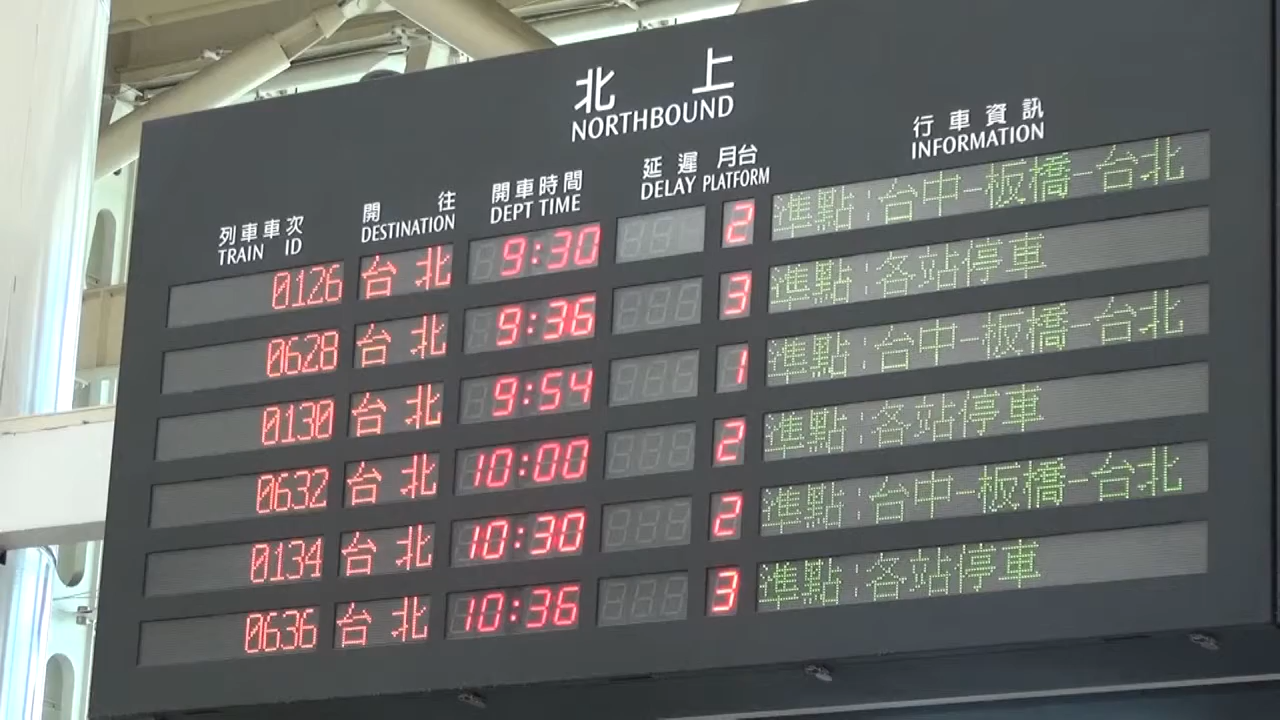 北上
NORTHBOUND
列車車次 開往 開車時間 延遲 月台 行車資訊
TRAIN ID DESTINATION DEPT TIME DELAY PLATFORM INFORMATION
0126 台北 9:30 2 準點:台中-板橋-台北
0628 台北 9:36 3 準點:各站停車
0130 台北 9:54 1 準點:台中-板橋-台北
0632 台北 10:00 2 準點:各站停車
0134 台北 10:30 2 準點:台中-板橋-台北
0636 台北 10:36 3 準點:各站停車